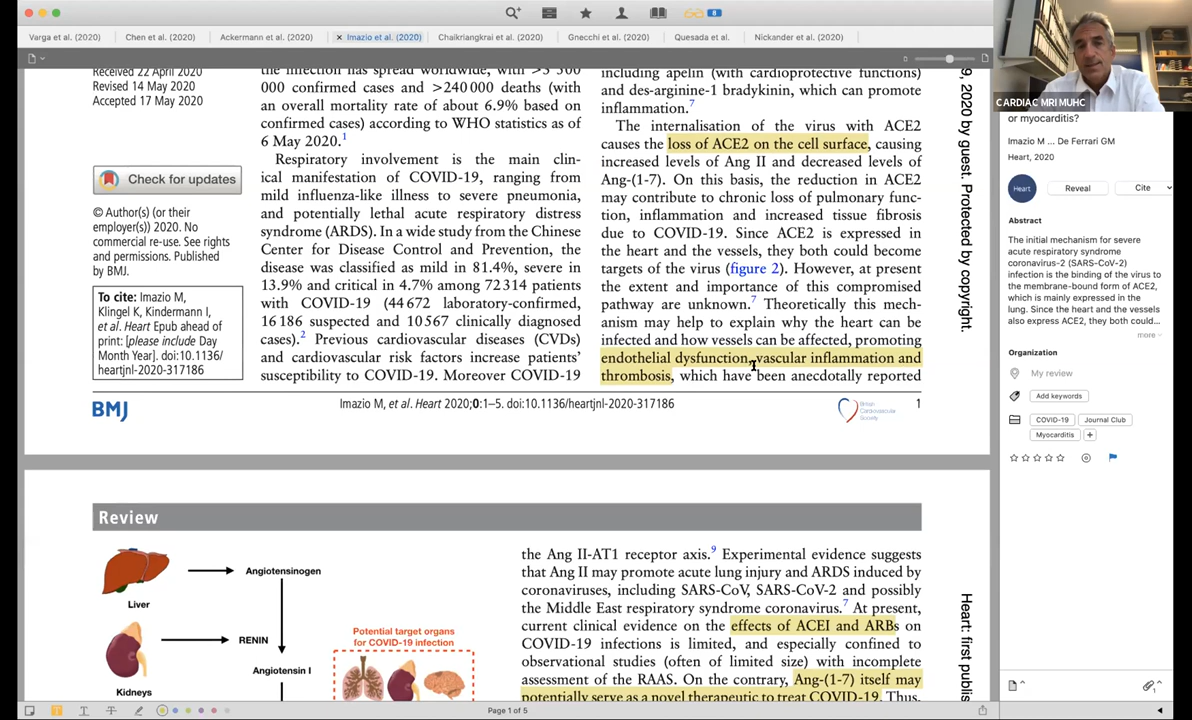 8
Varga et al. (2020)
Chen et al. (2020)
Ackermann et al. (2020)
× Imazio et al. (2020)
Chaikriangkrai et al. (2020)
Gnecchi et al. (2020)
Quesada et al.
Nickander et al. (2020)
CARDIAC MRI MUHC
Received 22 April 2020
Revised 14 May 2020
Accepted 17 May 2020
Check for updates
© Author(s) (or their
employer(s)) 2020. No
commercial re-use. See rights
and permissions. Published
by BMJ.
To cite: Imazio M,
Klingel K, Kindermann I,
et al. Heart Epub ahead of
print: [please include Day
Month Year]. doi:10.1136/
heartjnl-2020-317186
the infection has spread worldwide, with >3 500
000 confirmed cases and >240 000 deaths (with
an overall mortality rate of about 6.9% based on
confirmed cases) according to WHO statistics as of
6 May 2020.1
Respiratory involvement is the main clin-
ical manifestation of COVID-19, ranging from
mild influenza-like illness to severe pneumonia,
and potentially lethal acute respiratory distress
syndrome (ARDS). In a wide study from the Chinese
Center for Disease Control and Prevention, the
disease was classified as mild in 81.4%, severe in
13.9% and critical in 4.7% among 72 314 patients
with COVID-19 (44 672 laboratory-confirmed,
16 186 suspected and 10 567 clinically diagnosed
cases).2 Previous cardiovascular diseases (CVDs)
and cardiovascular risk factors increase patients'
susceptibility to COVID-19. Moreover COVID-19
including apelin (with cardioprotective functions)
and des-arginine-1 bradykinin, which can promote
inflammation.7
The internalisation of the virus with ACE2
causes the loss of ACE2 on the cell surface, causing
increased levels of Ang II and decreased levels of
Ang-(1-7). On this basis, the reduction in ACE2
may contribute to chronic loss of pulmonary func-
tion, inflammation and increased tissue fibrosis
due to COVID-19. Since ACE2 is expressed in
the heart and the vessels, they both could become
targets of the virus (figure 2). However, at present
the extent and importance of this compromised
pathway are unknown.7 Theoretically this mech-
anism may help to explain why the heart can be
infected and how vessels can be affected, promoting
endothelial dysfunction, vascular inflammation and
thrombosis, which have been anecdotally reported
9, 2020 by guest. Protected by copyright.
BMJ
Imazio M, et al. Heart 2020;0:1–5. doi:10.1136/heartjnl-2020-317186
British
Cardiovascular
Society
1
Review
Liver
Angiotensinogen
Kidneys
RENIN
Angiotensin I
Potential target organs
for COVID-19 infection
the Ang II-AT1 receptor axis.9 Experimental evidence suggests
that Ang II may promote acute lung injury and ARDS induced by
coronaviruses, including SARS-CoV, SARS-CoV-2 and possibly
the Middle East respiratory syndrome coronavirus.7 At present,
current clinical evidence on the effects of ACEI and ARBs on
COVID-19 infections is limited, and especially confined to
observational studies (often of limited size) with incomplete
assessment of the RAAS. On the contrary, Ang-(1-7) itself may
potentially serve as a novel therapeutic to treat COVID-19. Thus,
Heart: first publis
or myocarditis?
Imazio M ... De Ferrari GM
Heart, 2020
Heart
Reveal
Cite
Abstract
The initial mechanism for severe
acute respiratory syndrome
coronavirus-2 (SARS-CoV-2)
infection is the binding of the virus to
the membrane-bound form of ACE2,
which is mainly expressed in the
lung. Since the heart and the vessels
also express ACE2, they both could...
more
Organization
My review
Add keywords
COVID-19
Journal Club
Myocarditis
+
Page 1 of 5